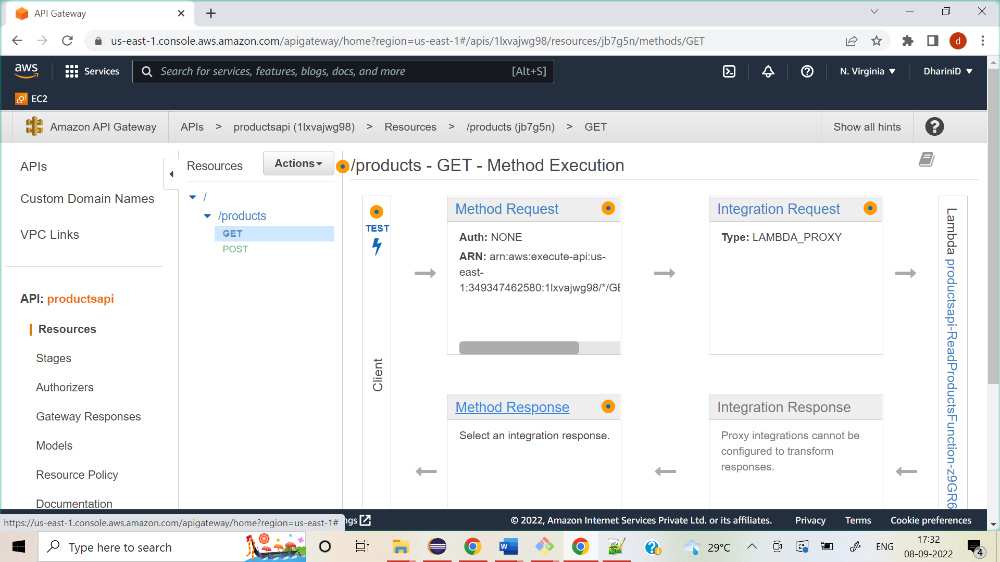 API Gateway
us-east-1.console.aws.amazon.com/apigateway/home?region=us-east-1#/apis/1lxvajwg98/resources/jb7g5n/methods/GET
d
aws
Services
Search for services, features, blogs, docs, and more
[Alt+S]
N. Virginia
DhariniD
EC2
Amazon API Gateway
APIs > productsapi (1lxvajwg98) > Resources > /products (jb7g5n) > GET
Show all hints
?
APIs
Custom Domain Names
VPC Links
API: productsapi
Resources
Stages
Authorizers
Gateway Responses
Models
Resource Policy
Documentation
Resources
Actions
/
/products
GET
POST
/products - GET - Method Execution
TEST
Client
Method Request
Auth: NONE
ARN: arn:aws:execute-api:us-
east-
1:349347462580:1lxvajwg98/*/GE
Integration Request
Type: LAMBDA_PROXY
Lambda productsapi-ReadProductsFunction-z9GR6
Method Response
Select an integration response.
Integration Response
Proxy integrations cannot be
configured to transform
responses.
https://us-east-1.console.aws.amazon.com/apigateway/home?region=us-east-1#
ngs
© 2022, Amazon Internet Services Private Ltd. or its affiliates.
Privacy
Terms
Cookie preferences
Type here to search
W
29°C
ENG
17:32
08-09-2022
4